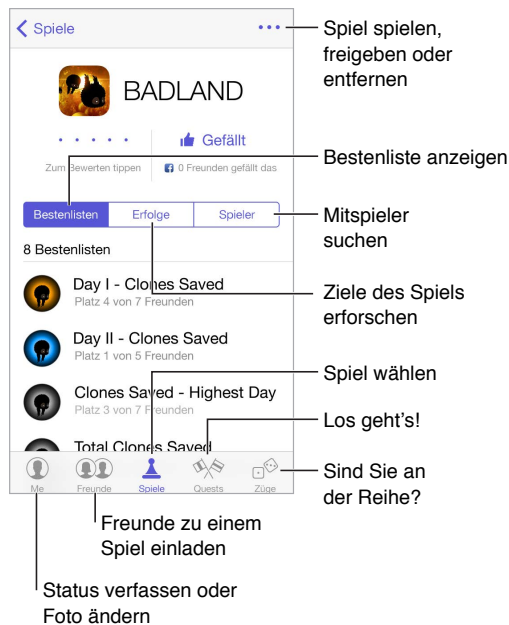 Spiele
Spiel spielen,
freigeben oder
entfernen
BADLAND
Gefällt
Zum Bewerten tippen
0 Freunden gefällt das
Bestenliste anzeigen
Bestenlisten
Erfolge
Spieler
Mitspieler
suchen
8 Bestenlisten
Day I - Clones Saved
Platz 4 von 7 Freunden
Ziele des Spiels
erforschen
Day II - Clones Saved
Platz 1 von 5 Freunden
Spiel wählen
Clones Saved - Highest Day
Platz 3 von 7 Freunden
Los geht's!
Total Clones Saved
Me
Freunde
Spiele
Quests
Züge
Sind Sie an
der Reihe?
Freunde zu einem
Spiel einladen
Status verfassen oder
Foto ändern